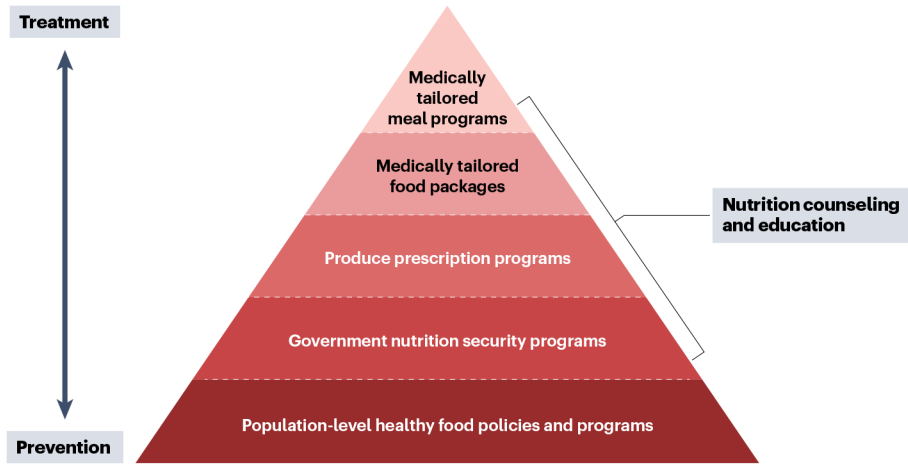 Treatment
Medically
tailored
meal programs
Medically tailored
food packages
Nutrition counseling
and education
Produce prescription programs
Government nutrition security programs
Population-level healthy food policies and programs
Prevention